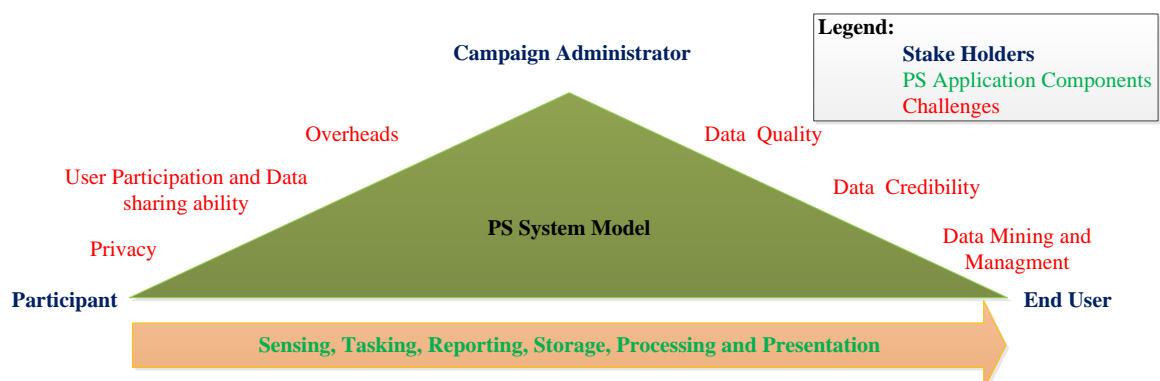 Legend:
Stake Holders
PS Application Components
Challenges
Campaign Administrator
Overheads
Data Quality
User Participation and Data
sharing ability
Data Credibility
PS System Model
Privacy
Data Mining and
Managment
Participant
End User
Sensing, Tasking, Reporting, Storage, Processing and Presentation